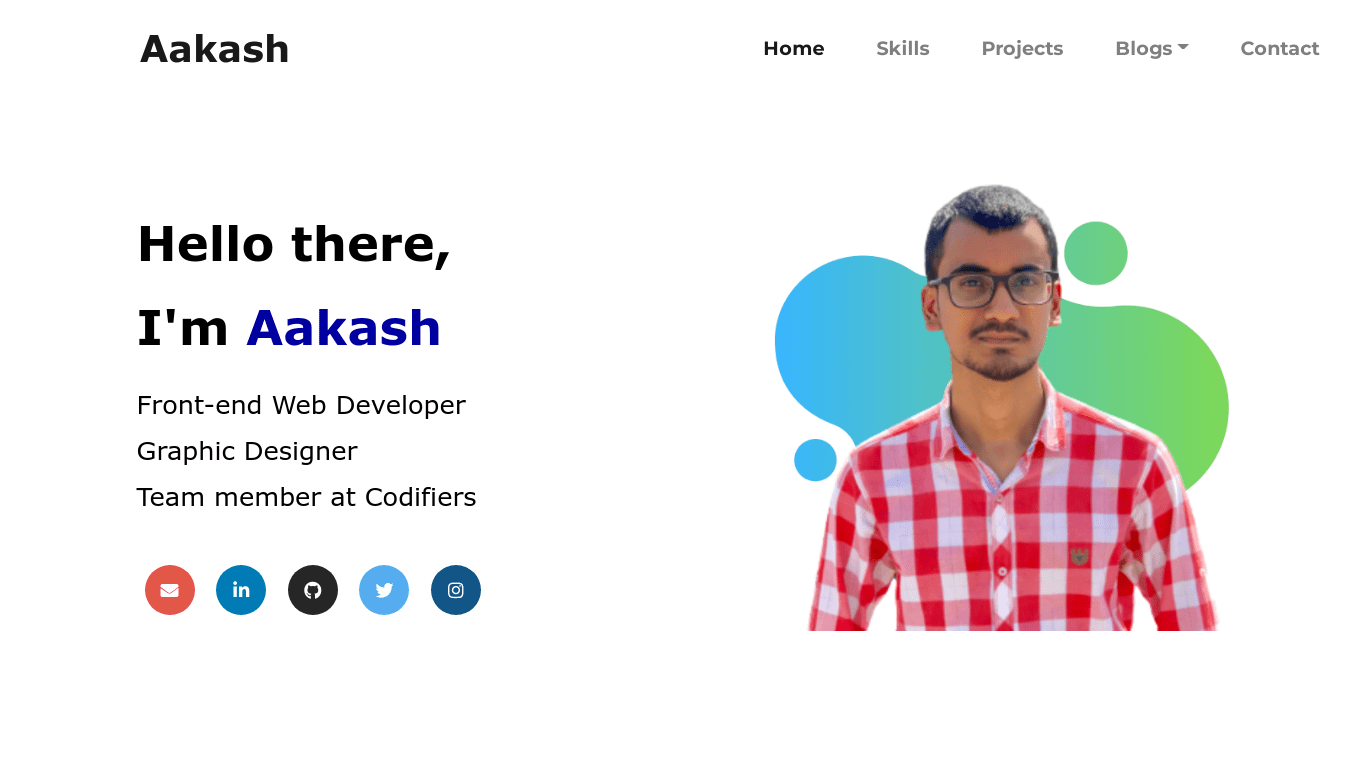 Aakash
Home Skills Projects Blogs Contact
Hello there,
I'm Aakash
Front-end Web Developer
Graphic Designer
Team member at Codifiers